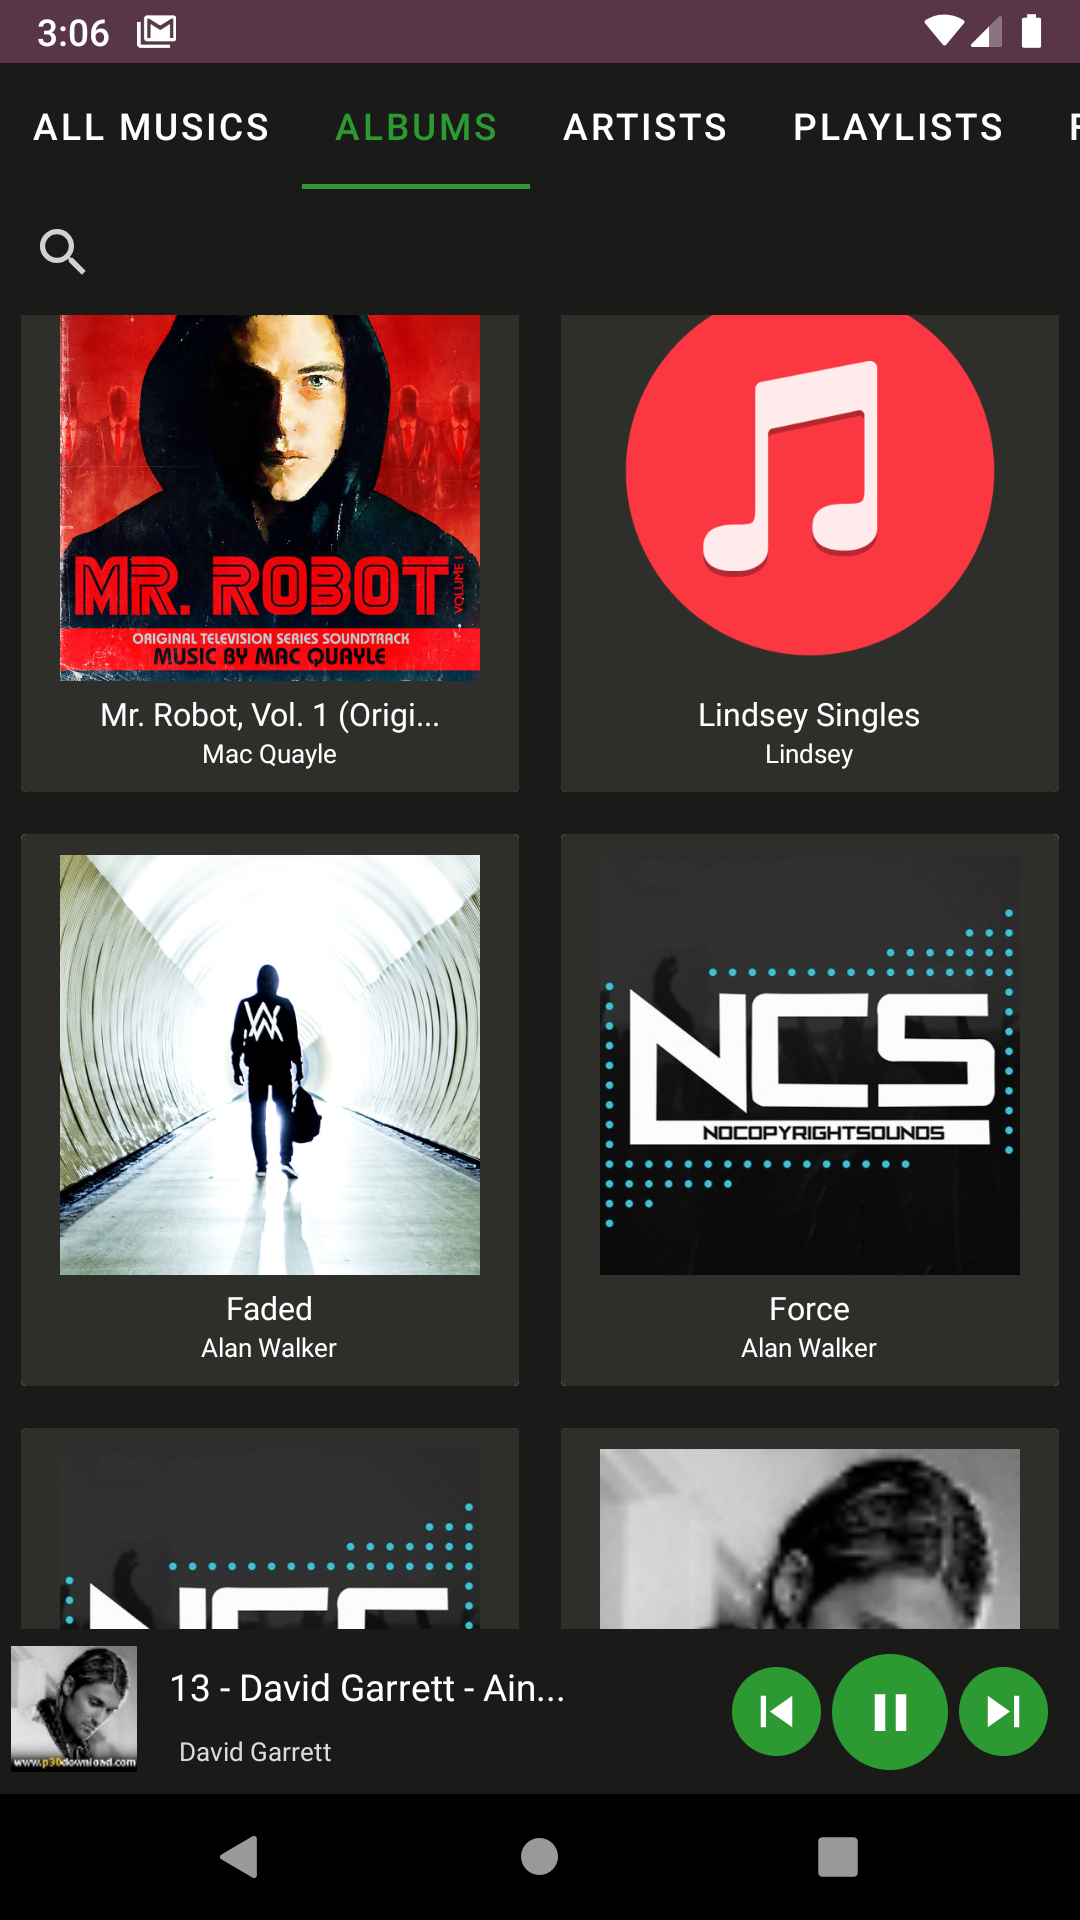 3:06
ALL MUSICS ALBUMS ARTISTS PLAYLISTS
MR. ROBOT VOLUME 1
ORIGINAL TELEVISION SERIES SOUNDTRACK
MUSIC BY MAC QUAYLE
Mr. Robot, Vol. 1 (Origi...
Mac Quayle
Lindsey Singles
Lindsey
NCS
NOCOPYRIGHTSOUNDS
Faded
Alan Walker
Force
Alan Walker
www.p30download.com
13 - David Garrett - Ain...
David Garrett